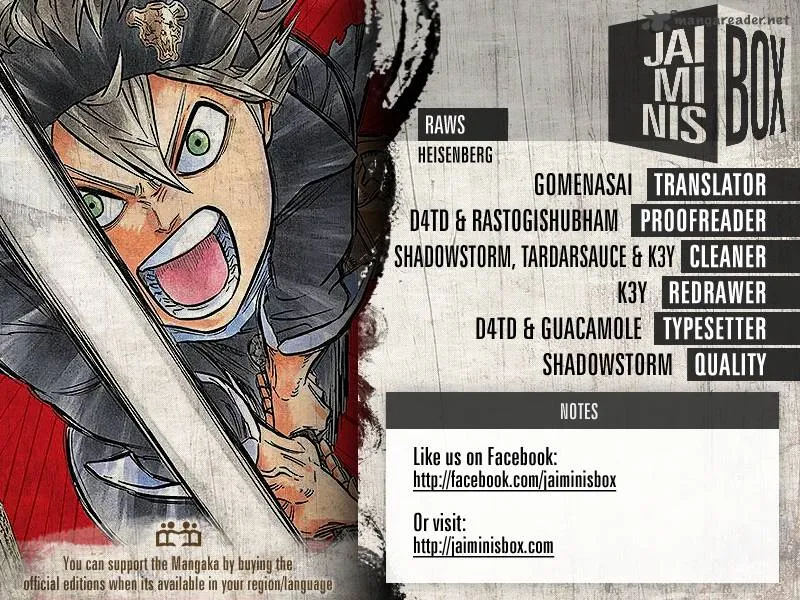 mangareader.net
JAI
MI
NIS
BOX
RAWS
HEISENBERG
GOMENASAI TRANSLATOR
D4TD & RASTOGISHUBHAM PROOFREADER
SHADOWSTORM, TARDARSAUCE & K3Y CLEANER
K3Y REDRAWER
D4TD & GUACAMOLE TYPESETTER
SHADOWSTORM QUALITY
NOTES
Like us on Facebook:
http://facebook.com/jaiminisbox
Or visit:
http://jaiminisbox.com
You can support the Mangaka by buying the
official editions when its available in your region/language